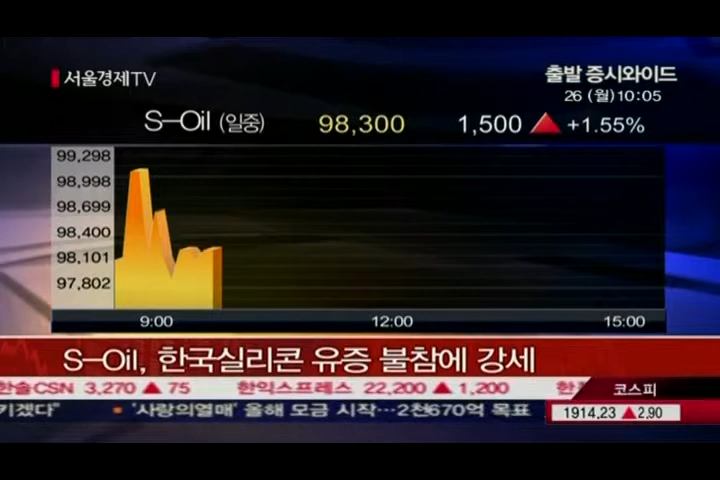 서울경제TV
출발 증시와이드
26 (월) 10:05
S-Oil (일중) 98,300 1,500 ▲ +1.55%
99,298
98,998
98,699
98,400
98,101
97,802
9:00 12:00 15:00
S-Oil, 한국실리콘 유증 불참에 강세
한솔CSN 3,270 ▲ 75 한익스프레스 22,200 ▲ 1,200
코스피
키겠다" ▪ '사랑의열매' 올해 모금 시작…2천670억 목표
1914.23 ▲2.90